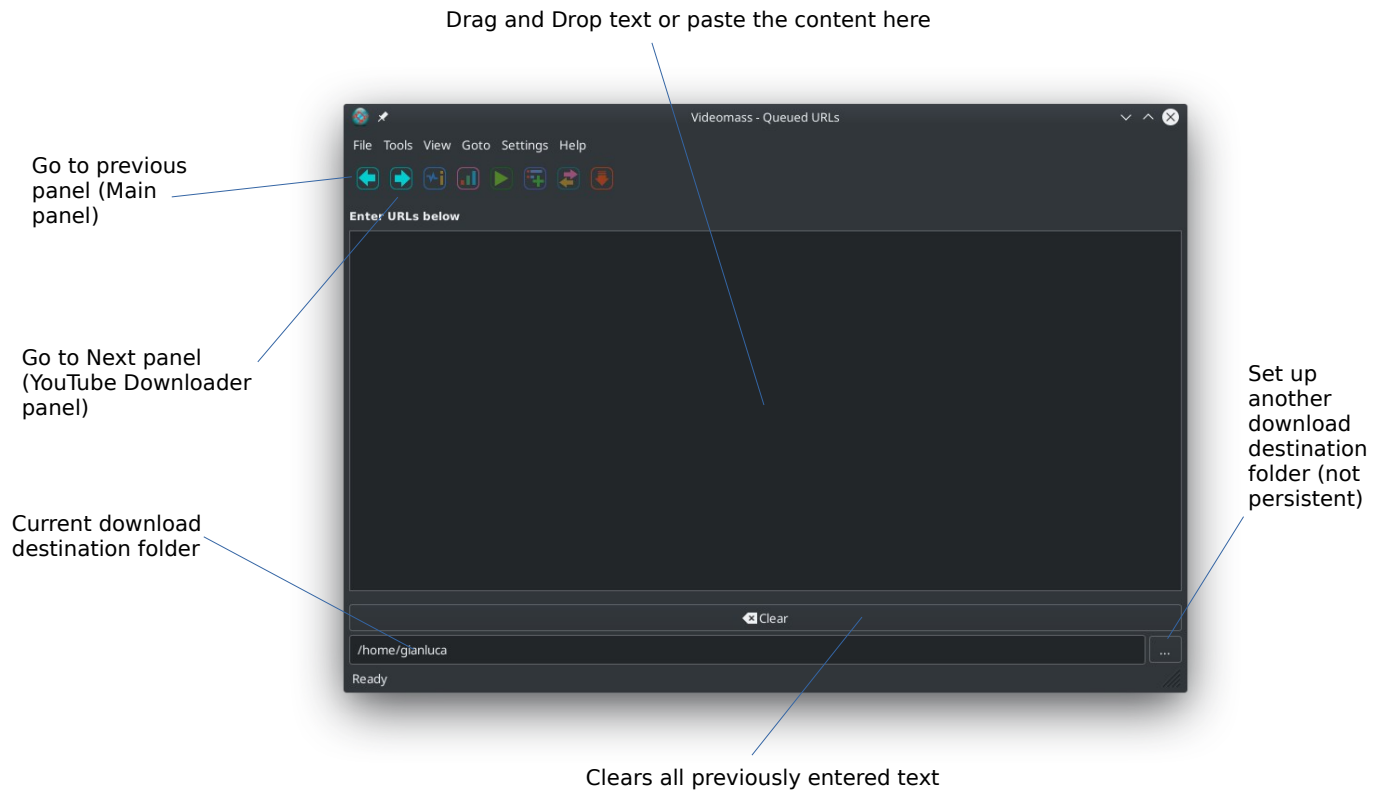 Drag and Drop text or paste the content here
Videomass - Queued URLs
File Tools View Goto Settings Help
Go to previous
panel (Main
panel)
Enter URLs below
Go to Next panel
(YouTube Downloader
panel)
Set up
another
download
destination
folder (not
persistent)
Current download
destination folder
Clear
/home/gianluca
...
Ready
Clears all previously entered text